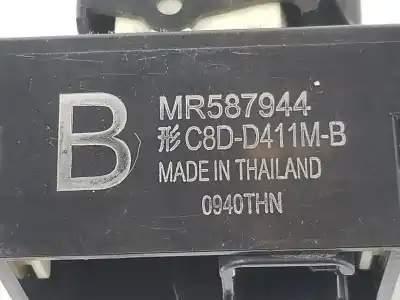 B
MR587944
形 C8D-D411M-B
MADE IN THAILAND
0940THN